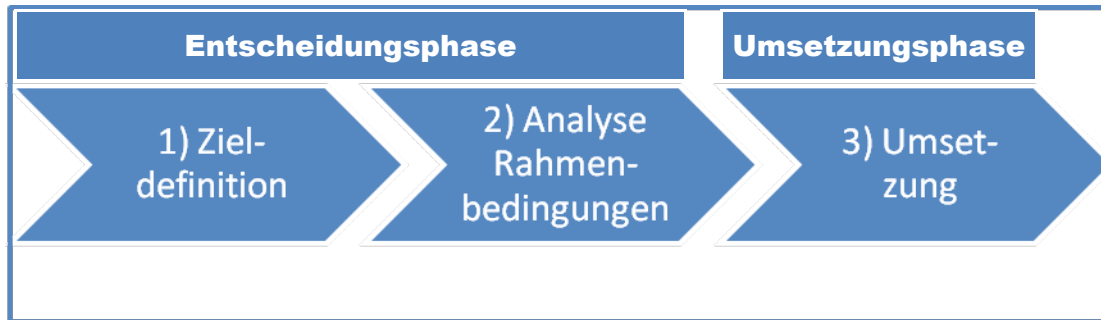 Entscheidungsphase
Umsetzungsphase
1) Ziel-
definition
2) Analyse
Rahmen-
bedingungen
3) Umset-
zung